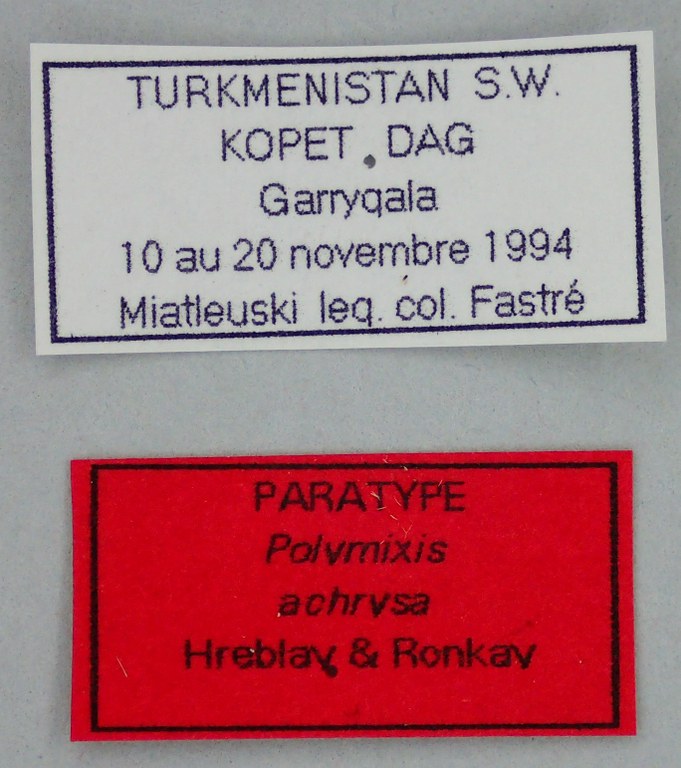 TURKMENISTAN S.W.
KOPET DAG
Garryqala
10 au 20 novembre 1994
Miatleuski leg. col. Fastré
PARATYPE
Polymixis
achrysa
Hreblay & Ronkay